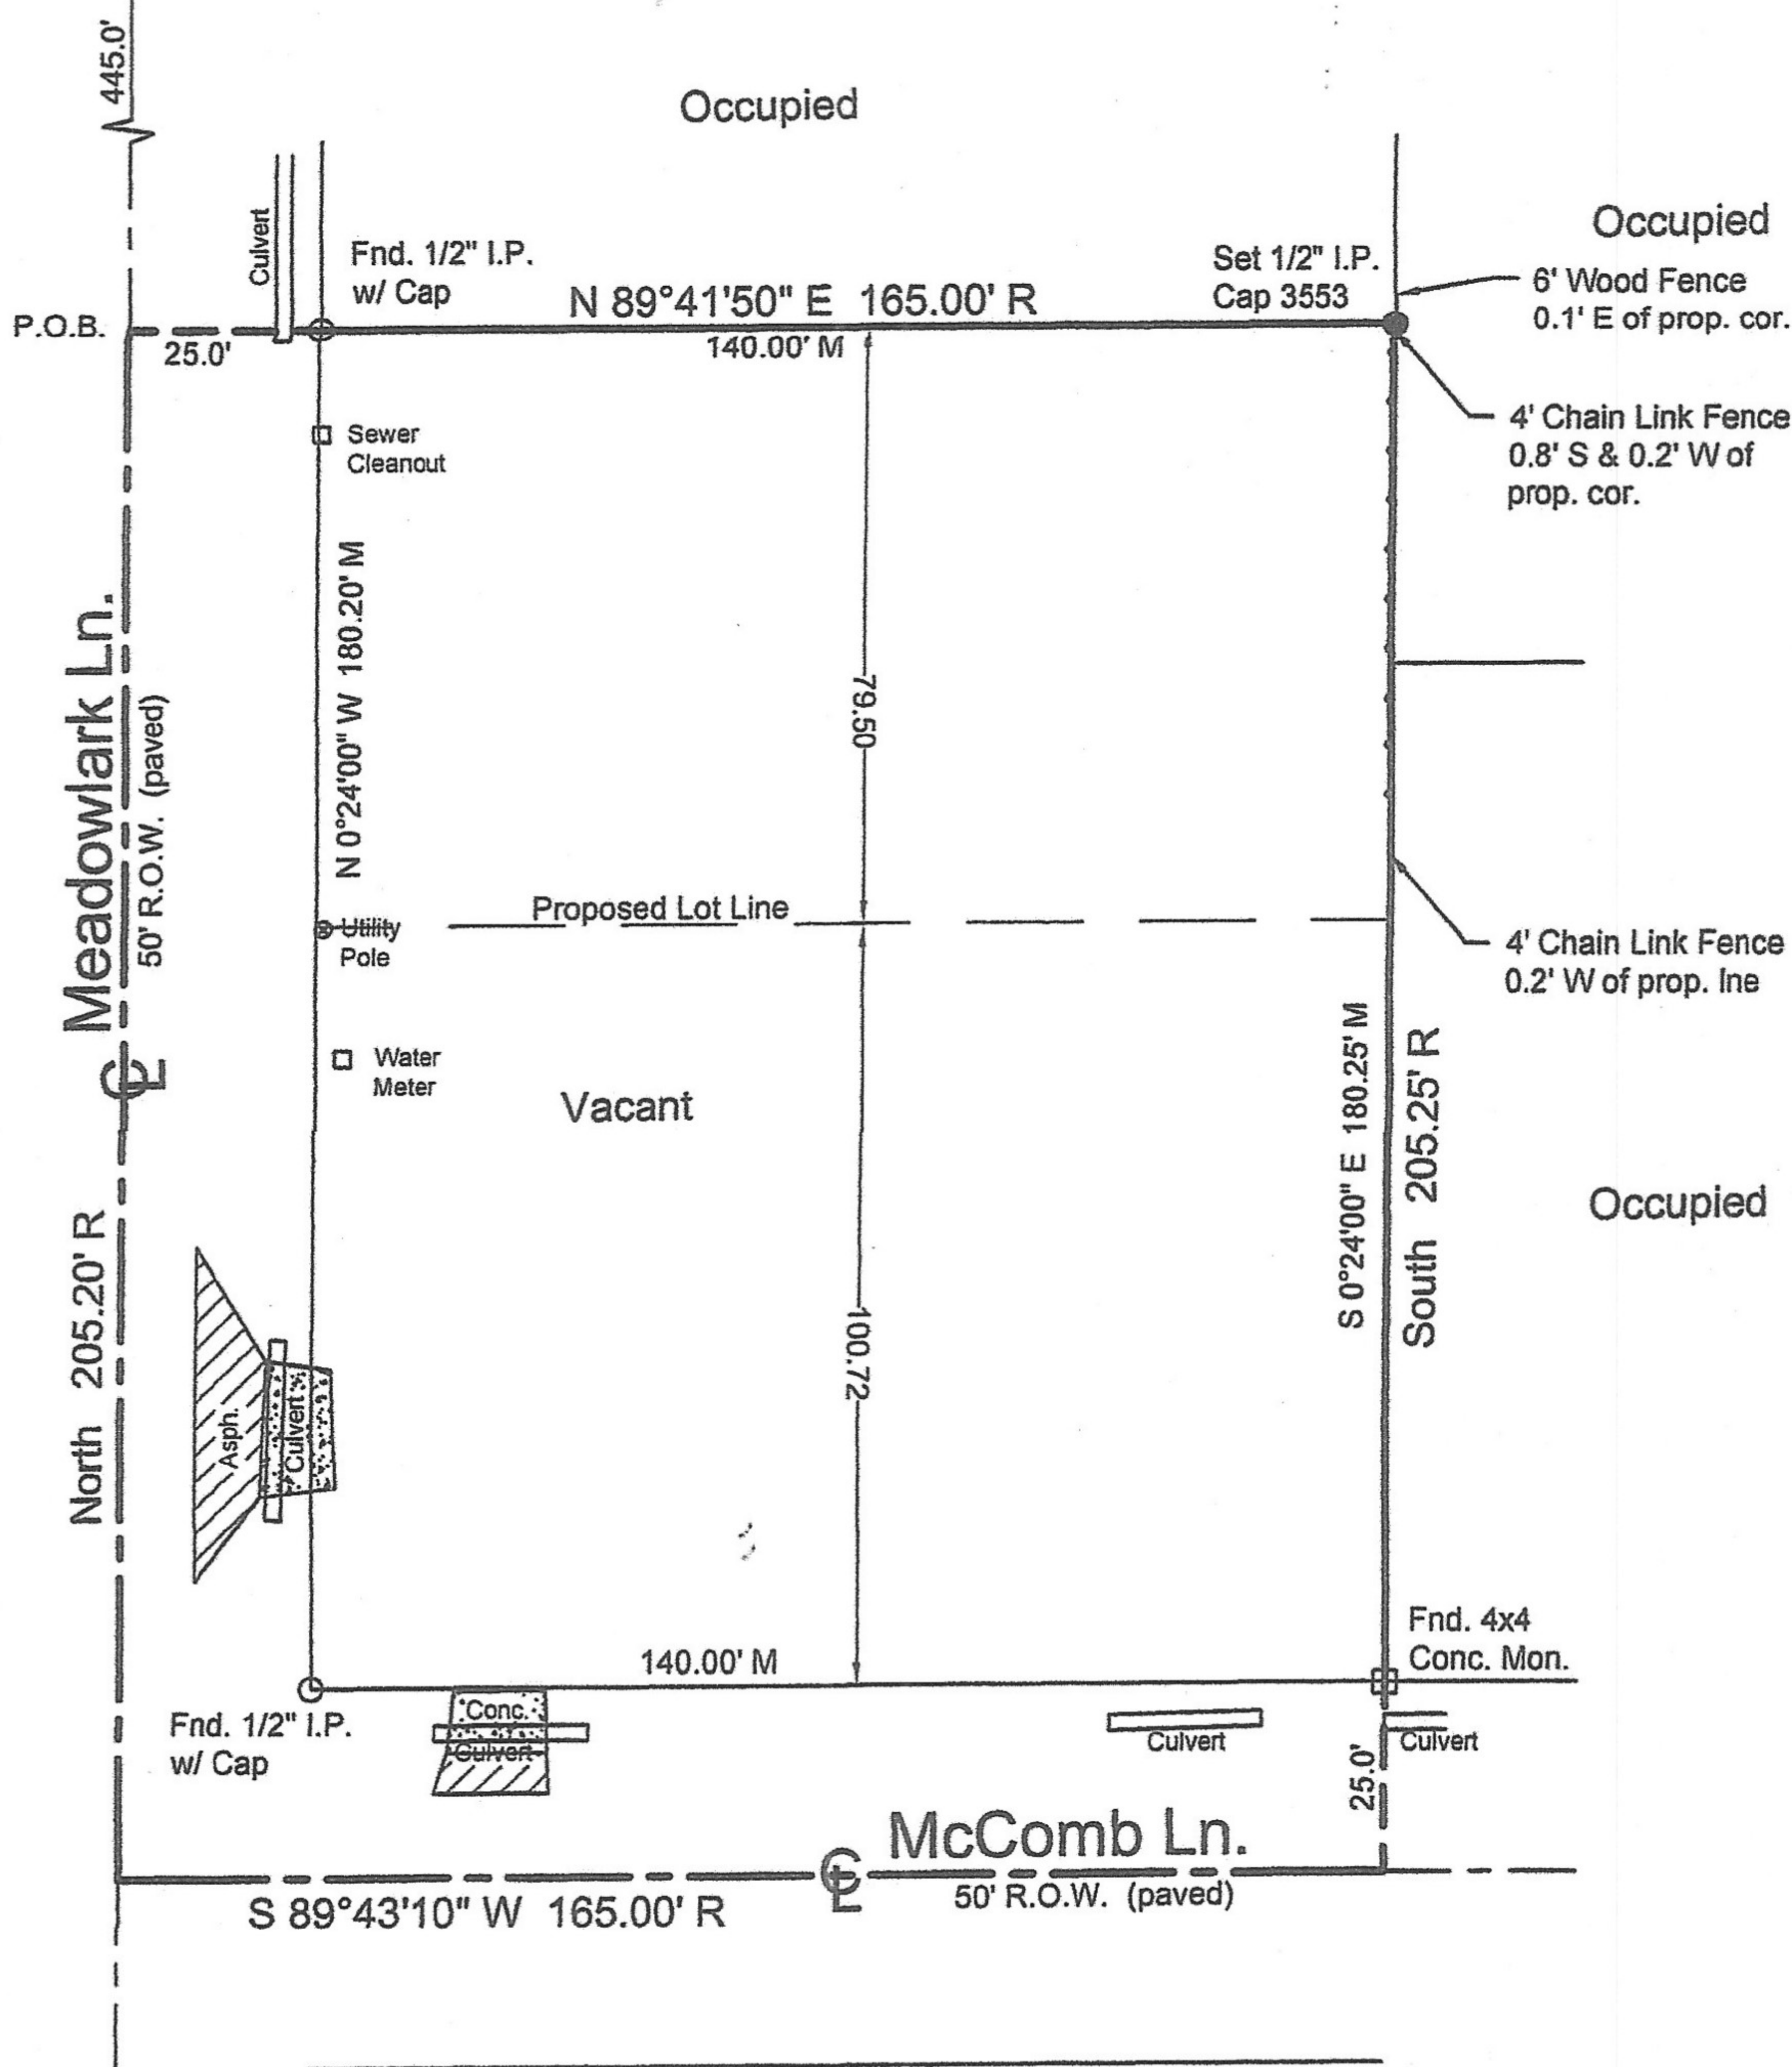 445.0'
Occupied
Occupied
Culvert
Fnd. 1/2" I.P.
w/ Cap
Set 1/2" I.P.
Cap 3553
6' Wood Fence
0.1' E of prop. cor.
N 89°41'50" E 165.00' R
P.O.B.
25.0'
140.00' M
4' Chain Link Fence
0.8' S & 0.2' W of
prop. cor.
Sewer
Cleanout
N 0°24'00" W 180.20' M
Meadowlark Ln.
50' R.O.W. (paved)
79.50
Proposed Lot Line
Utility
Pole
4' Chain Link Fence
0.2' W of prop. lne
Water
Meter
Vacant
S 0°24'00" E 180.25' M
South 205.25' R
Occupied
CL
North 205.20' R
Asph.
Culvert
100.72
Fnd. 4x4
Conc. Mon.
140.00' M
Fnd. 1/2" I.P.
w/ Cap
Conc.
Culvert
Culvert
Culvert
25.0'
McComb Ln.
CL
50' R.O.W. (paved)
S 89°43'10" W 165.00' R